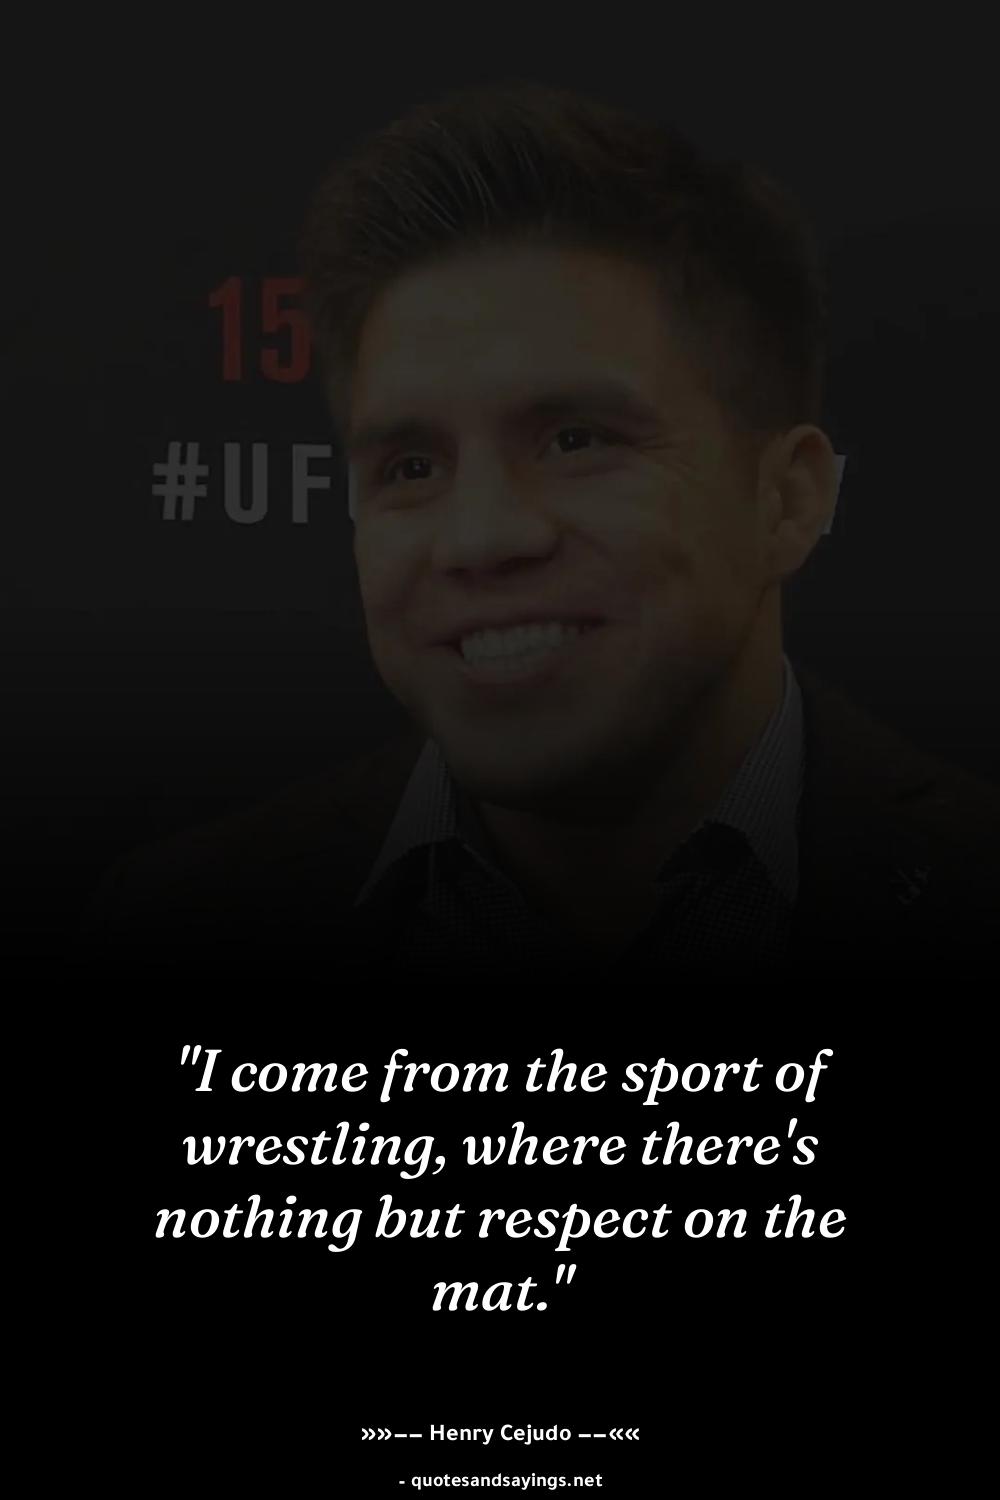 15
#UF
"I come from the sport of
wrestling, where there's
nothing but respect on the
mat."
»»—— Henry Cejudo ——««
- quotesandsayings.net